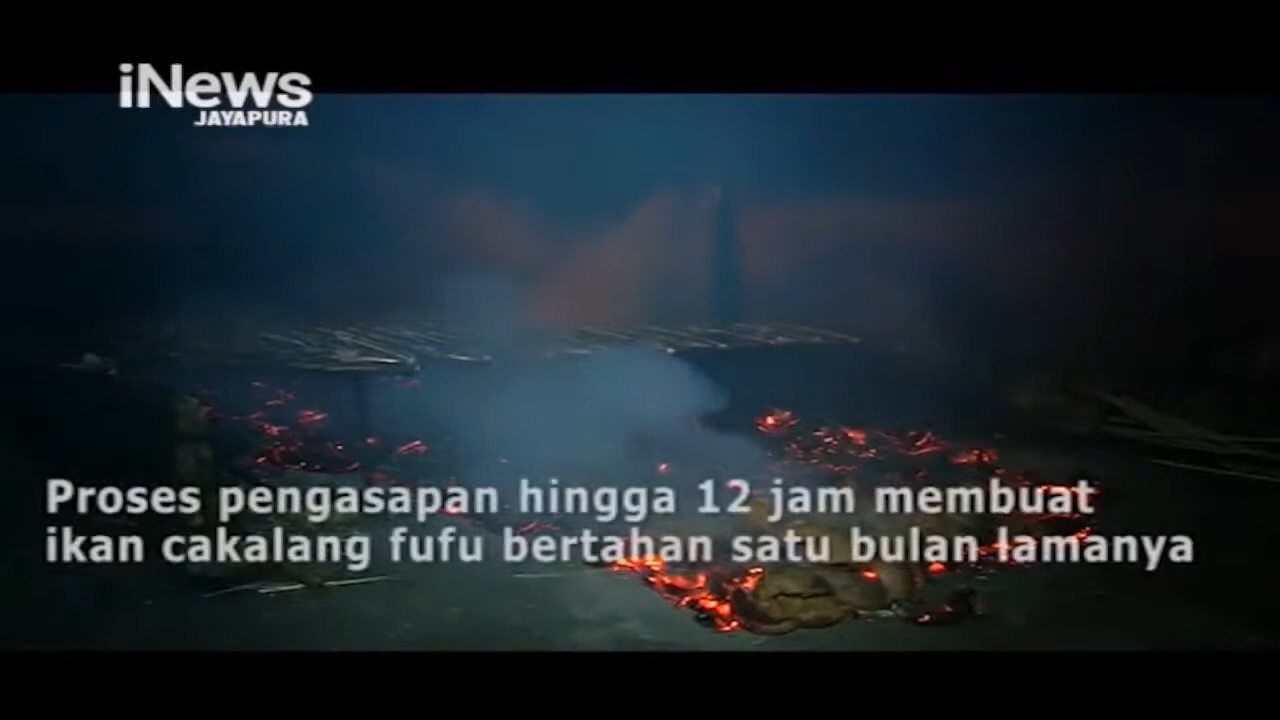 iNews
JAYAPURA
Proses pengasapan hingga 12 jam membuat
ikan cakalang fufu bertahan satu bulan lamanya